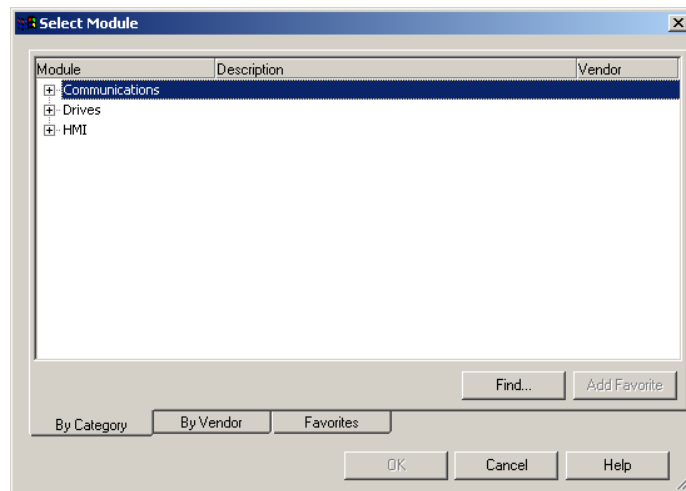 Select Module
Module Description Vendor
Communications
Drives
HMI
Find... Add Favorite
By Category By Vendor Favorites
OK Cancel Help